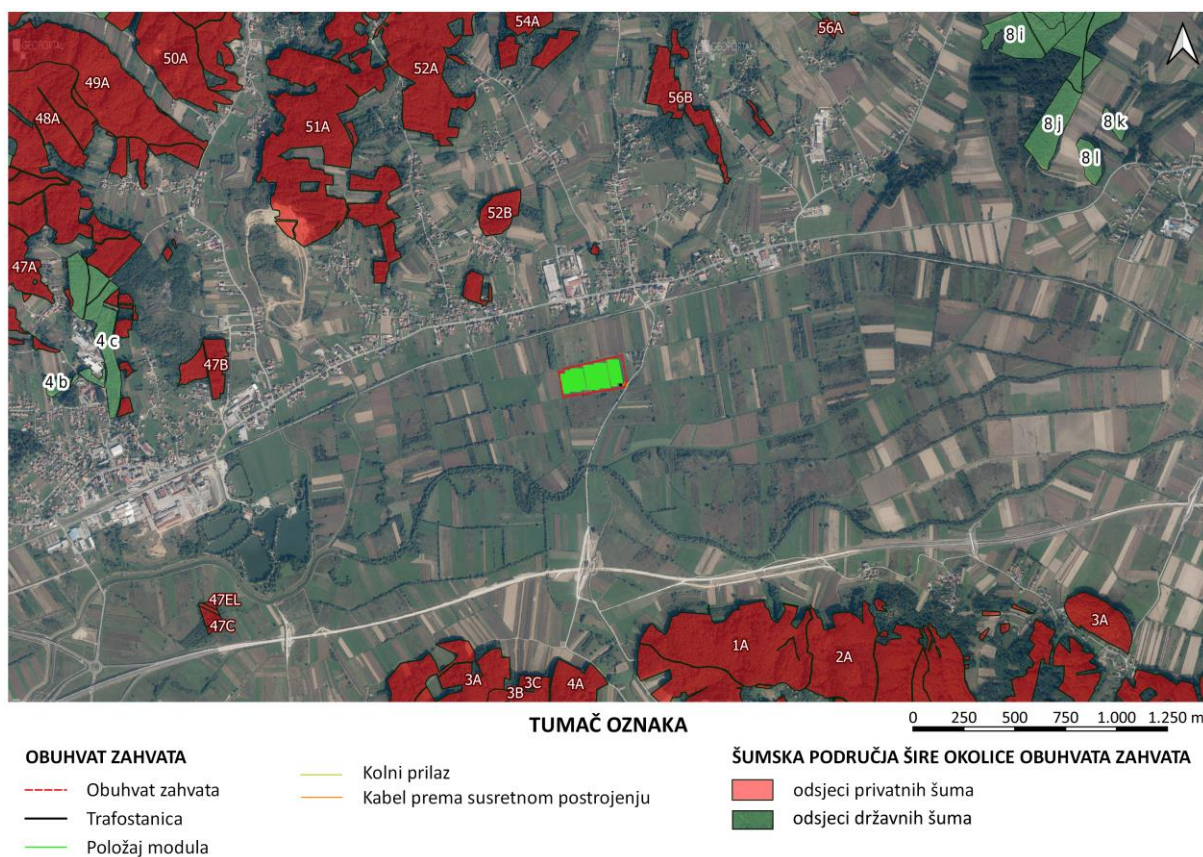 GEOPORTAL
GEOPORTAL
54A
56A
8 i
50A
52A
49A
56B
48A
51A
8 j
8 k
8 l
52B
47A
4 c
47B
4 b
47EL
47C
3A
1A
2A
3A
3C
4A
3B
TUMAČ OZNAKA
0 250 500 750 1.000 1.250 m
OBUHVAT ZAHVATA
Obuhvat zahvata
Trafostanica
Položaj modula
Kolni prilaz
Kabel prema susretnom postrojenju
ŠUMSKA PODRUČJA ŠIRE OKOLICE OBUHVATA ZAHVATA
odsjeci privatnih šuma
odsjeci državnih šuma